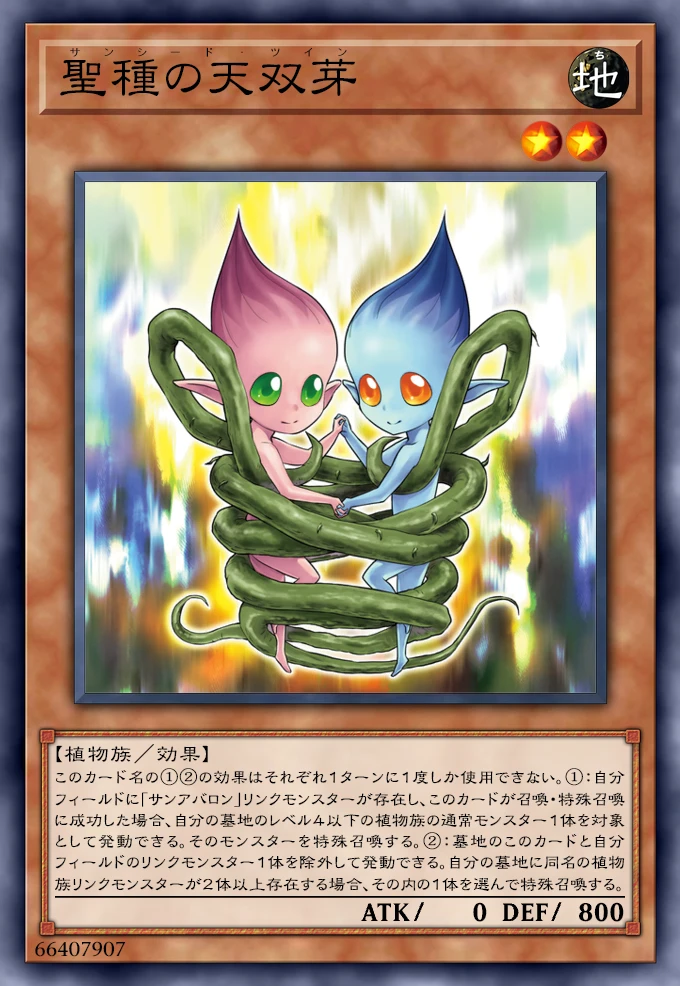 サンシード・ツイン
聖種の天双芽
ち
地
【植物族／効果】
このカード名の①②の効果はそれぞれ1ターンに1度しか使用できない。①：自分
フィールドに「サンアバロン」リンクモンスターが存在し、このカードが召喚・特殊召喚
に成功した場合、自分の墓地のレベル4以下の植物族の通常モンスター1体を対象
として発動できる。そのモンスターを特殊召喚する。②：墓地のこのカードと自分
フィールドのリンクモンスター1体を除外して発動できる。自分の墓地に同名の植物
族リンクモンスターが2体以上存在する場合、その内の1体を選んで特殊召喚する。
ATK/ 0 DEF/ 800
66407907